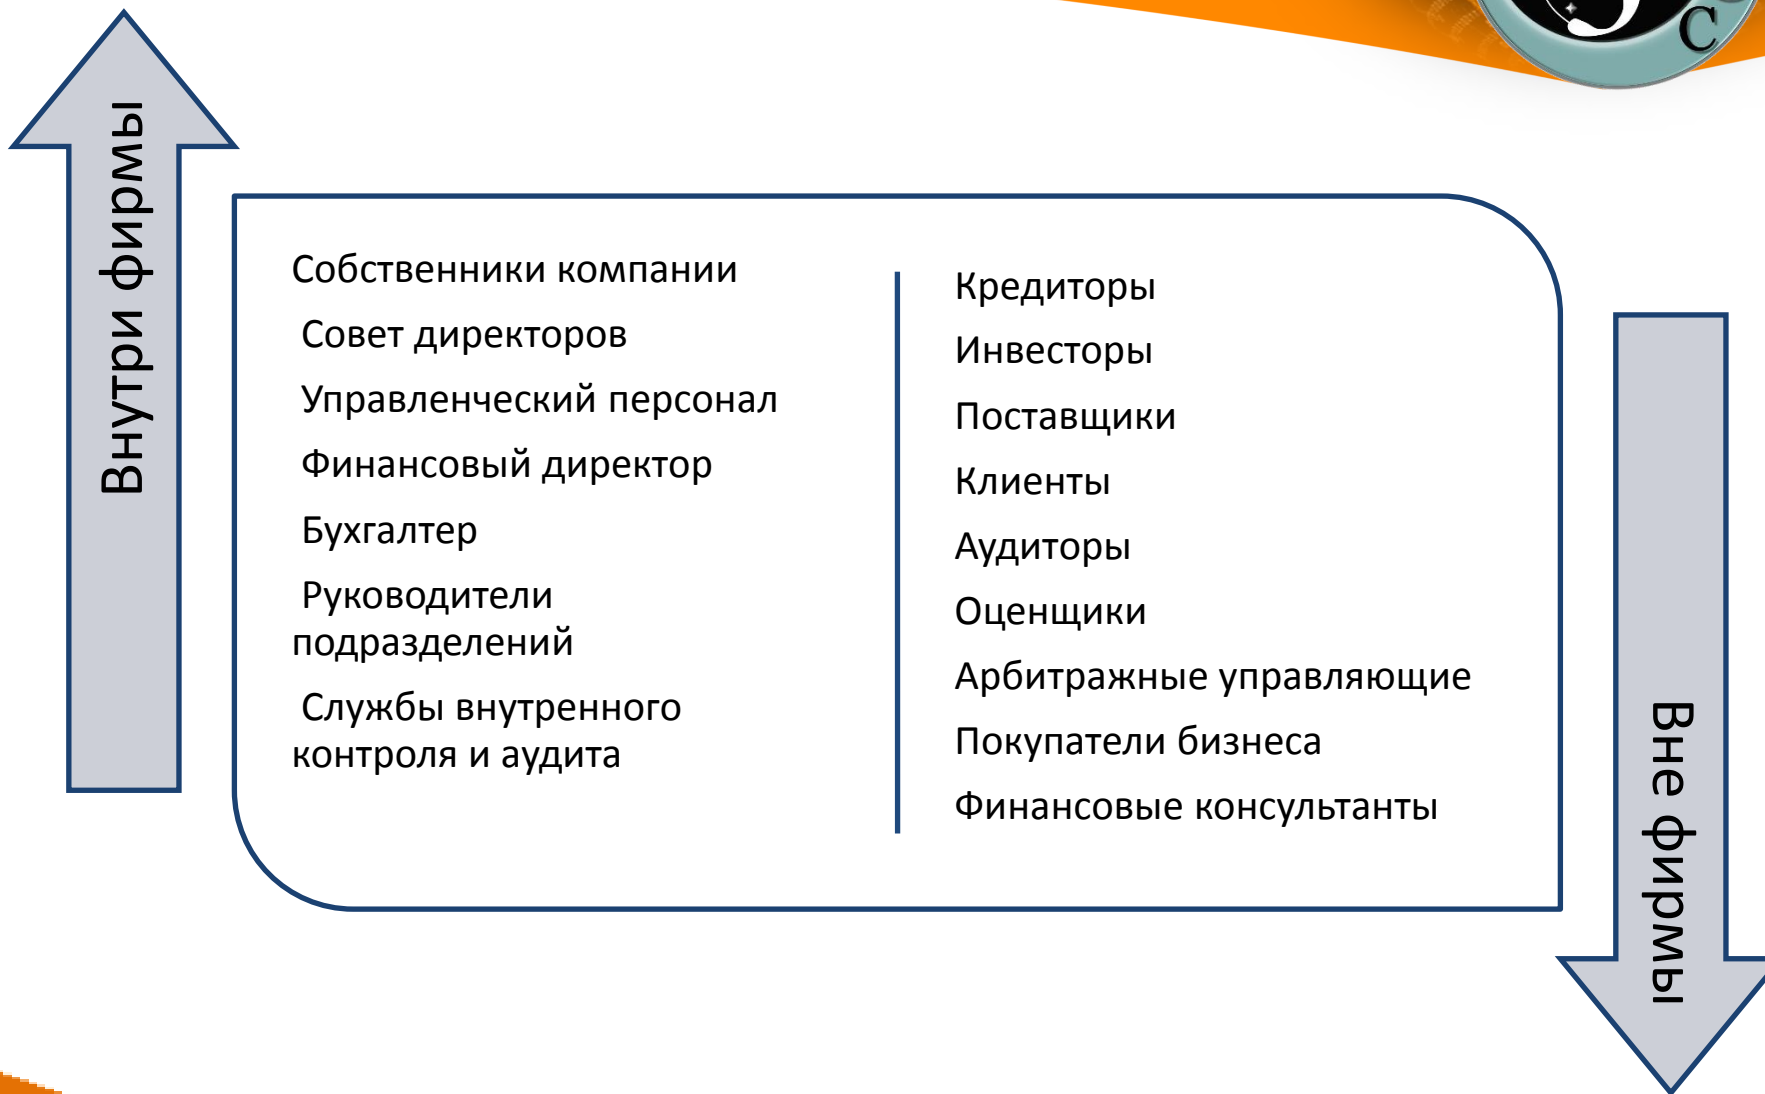 С
Внутри фирмы
Собственники компании
Совет директоров
Управленческий персонал
Финансовый директор
Бухгалтер
Руководители
подразделений
Службы внутренного
контроля и аудита
Кредиторы
Инвесторы
Поставщики
Клиенты
Аудиторы
Оценщики
Арбитражные управляющие
Покупатели бизнеса
Финансовые консультанты
Вне фирмы